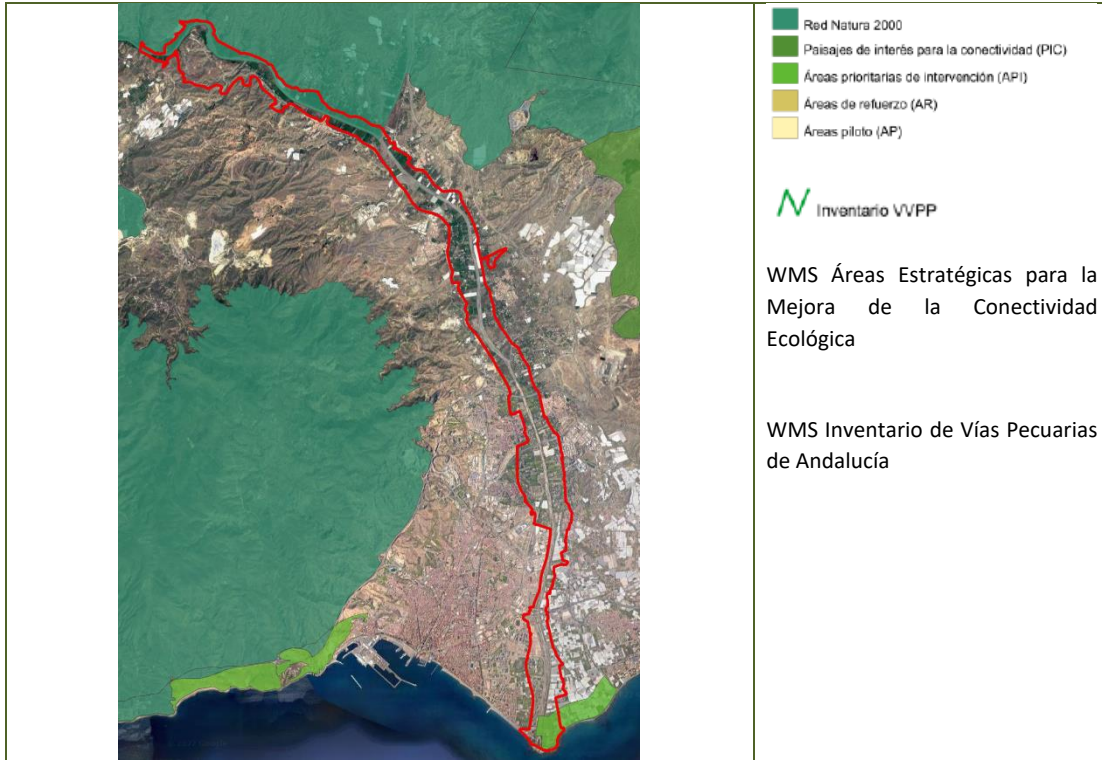 Red Natura 2000
Paisajes de interés para la conectividad (PIC)
Áreas prioritarias de intervención (API)
Áreas de refuerzo (AR)
Áreas piloto (AP)
Inventario VVPP
WMS Áreas Estratégicas para la
Mejora de la Conectividad
Ecológica
WMS Inventario de Vías Pecuarias
de Andalucía